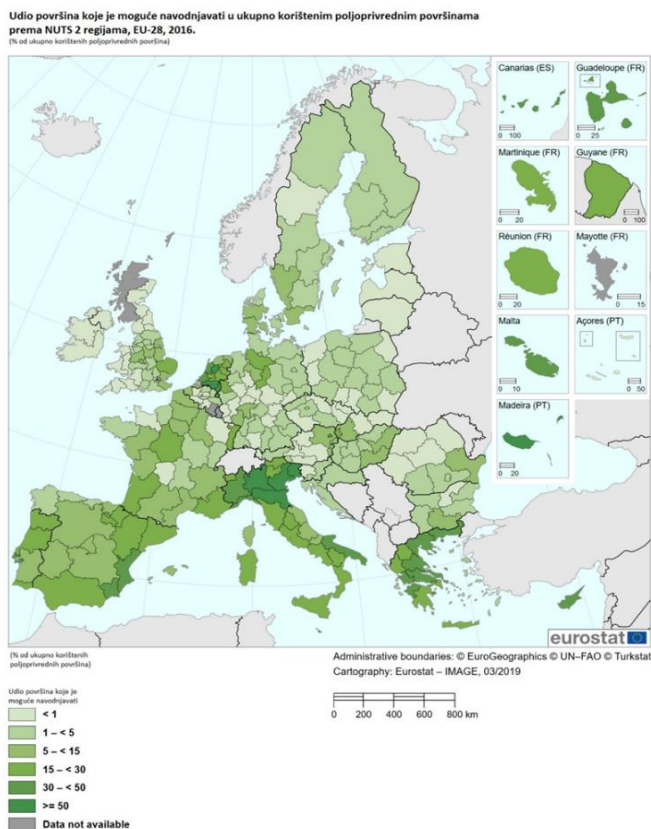 Udio površina koje je moguće navodnjavati u ukupno korištenim poljoprivrednim površinama
prema NUTS 2 regijama, EU-28, 2016.
(% od ukupno korištenih poljoprivrednih površina)
Canarias (ES)
0 100
Guadeloupe (FR)
0 25
Martinique (FR)
0 20
Guyane (FR)
0 100
Réunion (FR)
0 20
Mayotte (FR)
0 15
Malta
0 10
Açores (PT)
0 50
Madeira (PT)
0 20
eurostat
(% od ukupno korištenih
poljoprivrednih površina)
Administrative boundaries: © EuroGeographics © UN–FAO © Turkstat
Cartography: Eurostat – IMAGE, 03/2019
0 200 400 600 800 km
Udio površina koje je
moguće navodnjavati
< 1
1 – < 5
5 – < 15
15 – < 30
30 – < 50
>= 50
Data not available